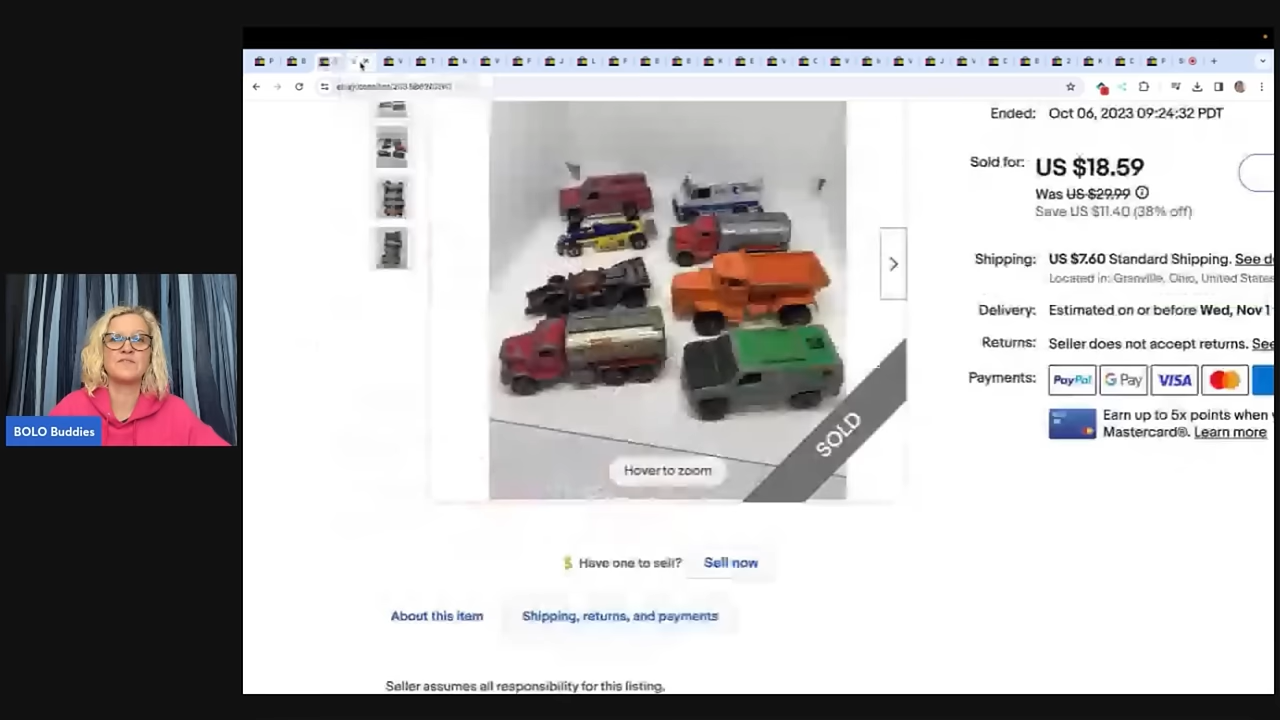 Ended: Oct 06, 2023 09:24:32 PDT
Sold for: US $18.59
Was US $29.99
Save US $11.40 (38% off)
Shipping: US $7.60 Standard Shipping. See d
Located in: Granville, Ohio, United States
Delivery: Estimated on or before Wed, Nov 1
Returns: Seller does not accept returns. See
Payments: PayPal G Pay VISA
Earn up to 5x points when
Mastercard®. Learn more
SOLD
Hover to zoom
BOLO Buddies
Have one to sell? Sell now
About this item Shipping, returns, and payments
Seller assumes all responsibility for this listing.